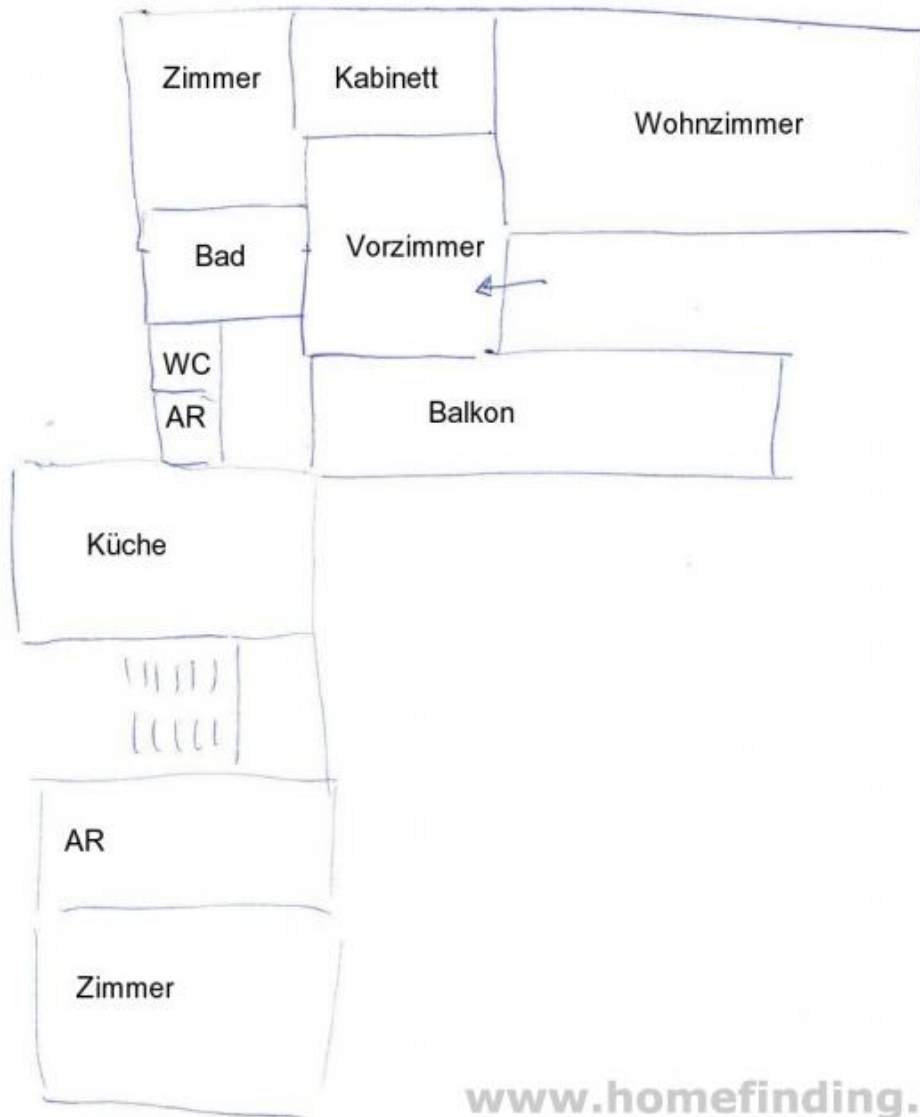 Zimmer
Kabinett
Wohnzimmer
Bad
Vorzimmer
WC
AR
Balkon
Küche
AR
Zimmer
www.homefinding.